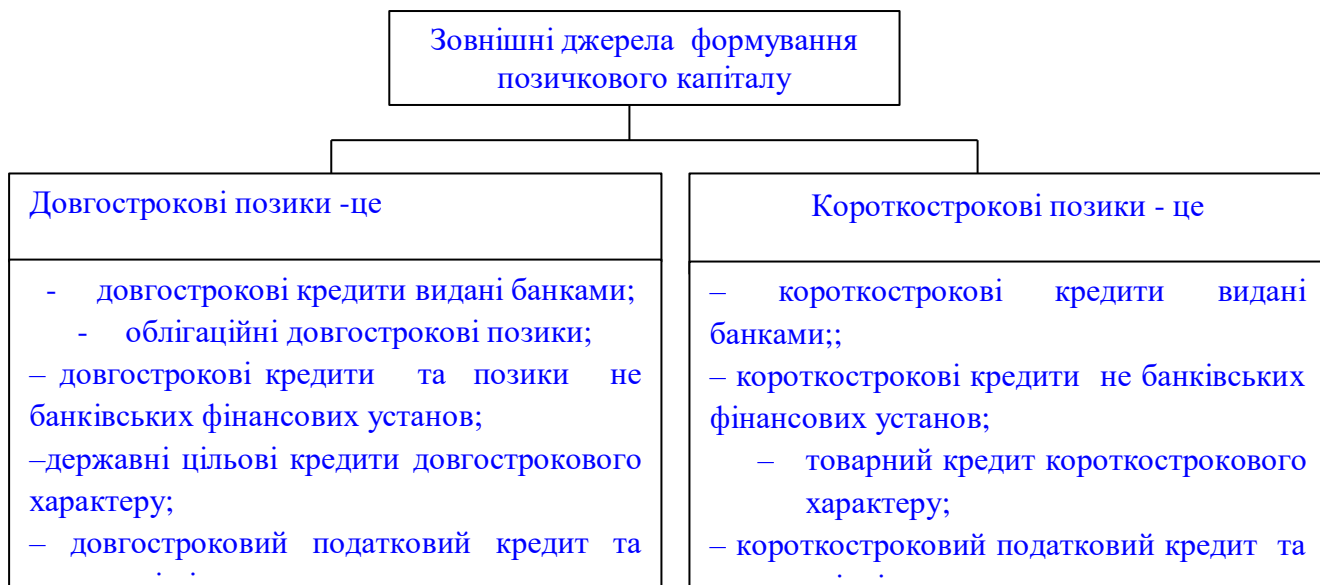 Зовнішні джерела формування
позичкового капіталу
Довгострокові позики -це
- довгострокові кредити видані банками;
- облігаційні довгострокові позики;
– довгострокові кредити та позики не
банківських фінансових установ;
–державні цільові кредити довгострокового
характеру;
– довгостроковий податковий кредит та
Короткострокові позики - це
– короткострокові кредити видані
банками;;
– короткострокові кредити не банківських
фінансових установ;
– товарний кредит короткострокового
характеру;
– короткостроковий податковий кредит та